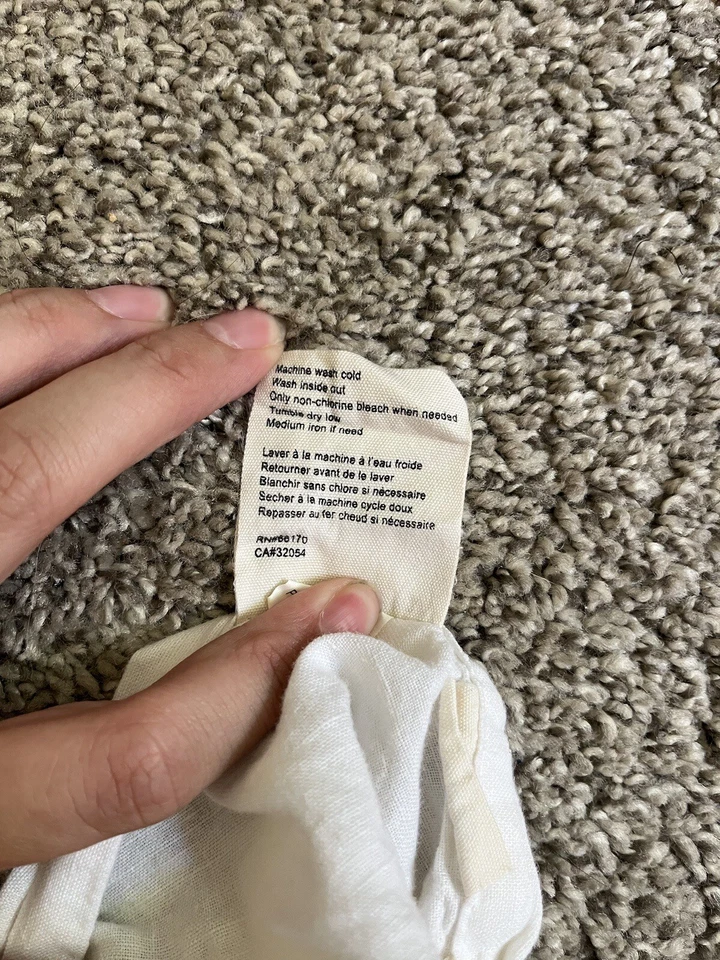 Machine wash cold
Wash inside out
Only non-chlorine bleach when needed
Tumble dry low
Medium iron if need
Laver à la machine à l'eau froide
Retourner avant de le laver
Blanchir sans chlore si nécessaire
Secher à la machine cycle doux
Repasser au fer chaud si nécessaire
CA#32054